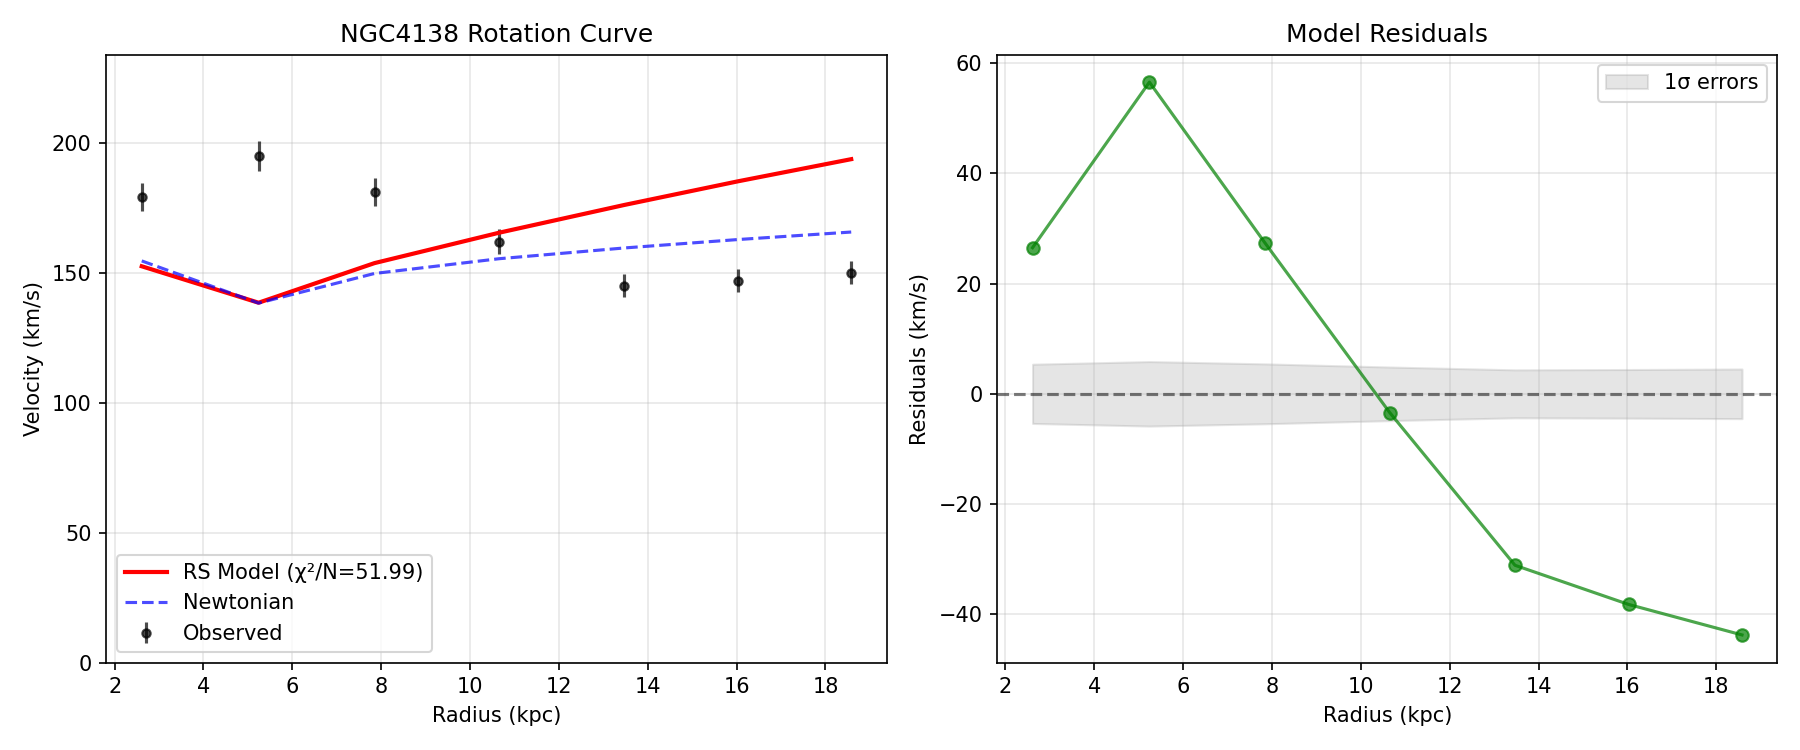 NGC4138 Rotation Curve
Velocity (km/s)
200
150
100
50
0
RS Model (χ²/N=51.99)
Newtonian
Observed
2 4 6 8 10 12 14 16 18
Radius (kpc)
Model Residuals
Residuals (km/s)
60
40
20
0
−20
−40
1σ errors
2 4 6 8 10 12 14 16 18
Radius (kpc)